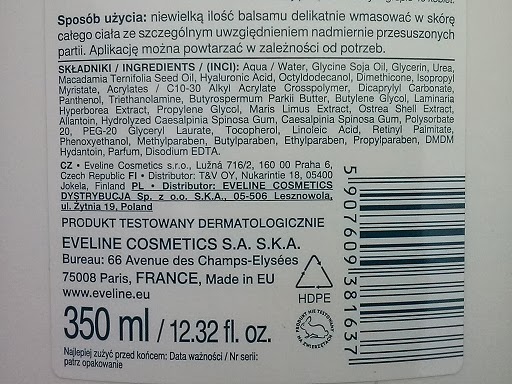 Sposób użycia: niewielką ilość balsamu delikatnie wmasować w skórę
całego ciała ze szczególnym uwzględnieniem nadmiernie przesuszonych
partii. Aplikację można powtarzać w zależności od potrzeb.
SKŁADNIKI / INGREDIENTS / (INCI): Aqua / Water, Glycine Soja Oil, Glycerin, Urea,
Macadamia Ternifolia Seed Oil, Hyaluronic Acid, Octyldodecanol, Dimethicone, Isopropyl
Myristate, Acrylates / C10-30 Alkyl Acrylate Crosspolymer, Dicaprylyl Carbonate,
Panthenol, Triethanolamine, Butyrospermum Parkii Butter, Butylene Glycol, Laminaria
Hyperborea Extract, Propylene Glycol, Maris Limus Extract, Ostrea Shell Extract,
Allantoin, Hydrolyzed Caesalpinia Spinosa Gum, Caesalpinia Spinosa Gum, Polysorbate
20, PEG-20 Glyceryl Laurate, Tocopherol, Linoleic Acid, Retinyl Palmitate,
Phenoxyethanol, Methylparaben, Butylparaben, Ethylparaben, Propylparaben, DMDM
Hydantoin, Parfum, Disodium EDTA.
CZ • Eveline Cosmetics s.r.o., Lužná 716/2, 160 00 Praha 6,
Czech Republic FI • Distributor: T&V OY, Nukarintie 18, 05400
Jokela, Finland PL • Distributor: EVELINE COSMETICS
DYSTRYBUCJA Sp. z o.o. S.K.A., 05-506 Lesznowola,
ul. Żytnia 19, Poland
PRODUKT TESTOWANY DERMATOLOGICZNIE
EVELINE COSMETICS S.A. S.K.A.
Bureau: 66 Avenue des Champs-Elysées
75008 Paris, FRANCE, Made in EU
www.eveline.eu
HDPE
PRODUKT NIE TESTOWANY NA ZWIERZĘTACH
350 ml / 12.32 fl. oz.
Najlepiej zużyć przed końcem: Data ważności / Nr serii:
patrz opakowanie
5 907609 381637